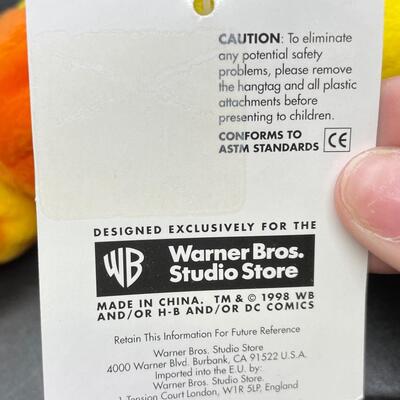 CAUTION: To eliminate
any potential safety
problems, please remove
the hangtag and all plastic
attachments before
presenting to children.
CONFORMS TO
ASTM STANDARDS CE
DESIGNED EXCLUSIVELY FOR THE
WB Warner Bros.
Studio Store
MADE IN CHINA. TM & © 1998 WB
AND/OR H-B AND/OR DC COMICS
Retain This Information For Future Reference
Warner Bros. Studio Store
4000 Warner Blvd. Burbank, CA 91522 U.S.A.
Imported into the E.U. by:
Warner Bros. Studio Store
1 Tension Court London, W1R 5LP, England